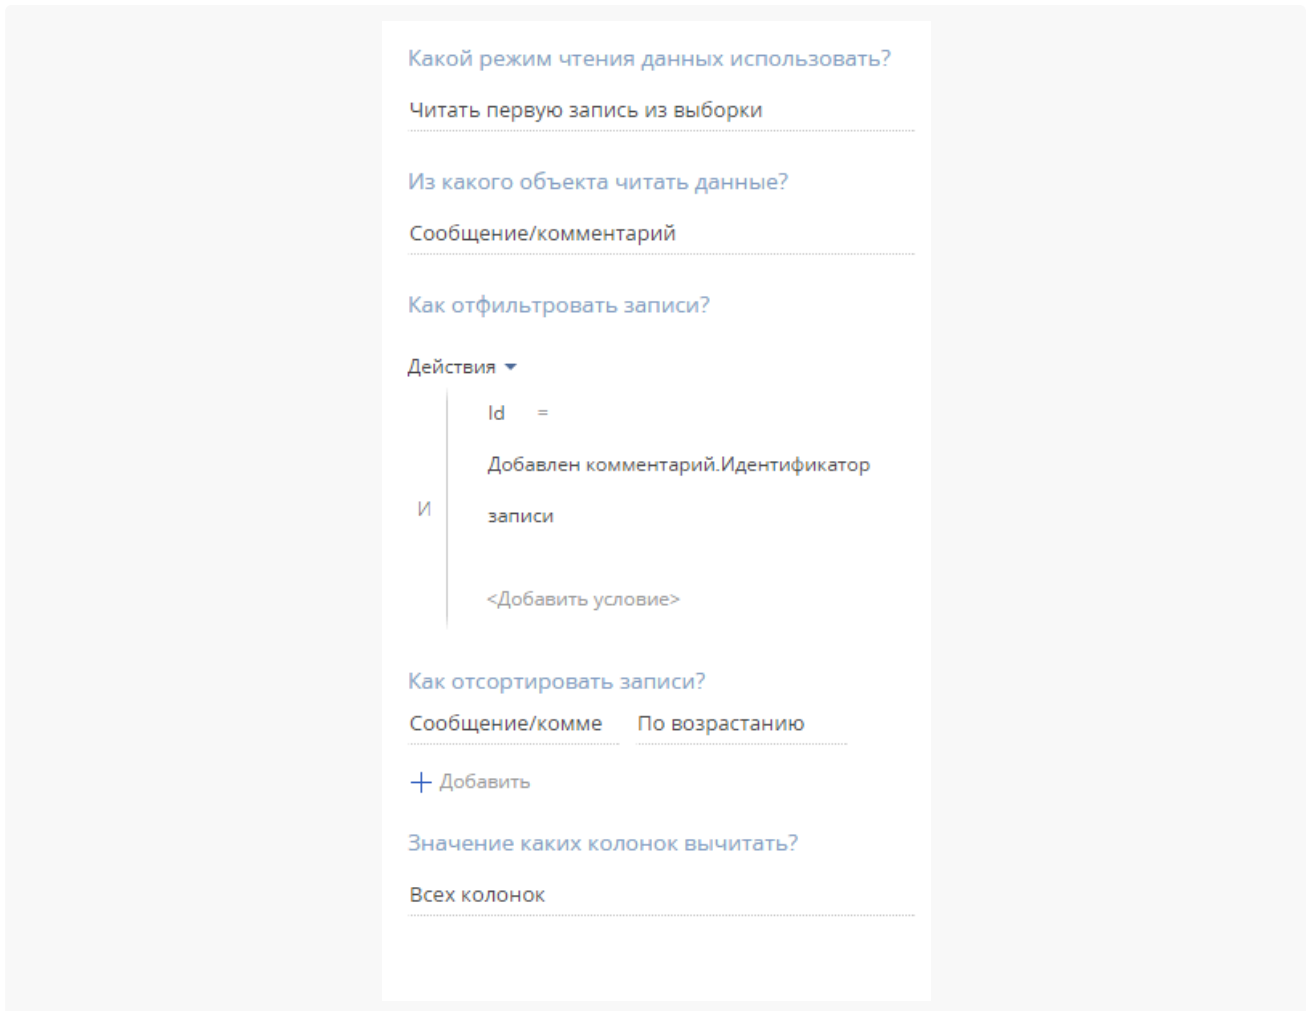 Какой режим чтения данных использовать?
Читать первую запись из выборки
Из какого объекта читать данные?
Сообщение/комментарий
Как отфильтровать записи?
Действия
Id =
Добавлен комментарий.Идентификатор
И
записи
<Добавить условие>
Как отсортировать записи?
Сообщение/комме По возрастанию
+ Добавить
Значение каких колонок вычитать?
Всех колонок